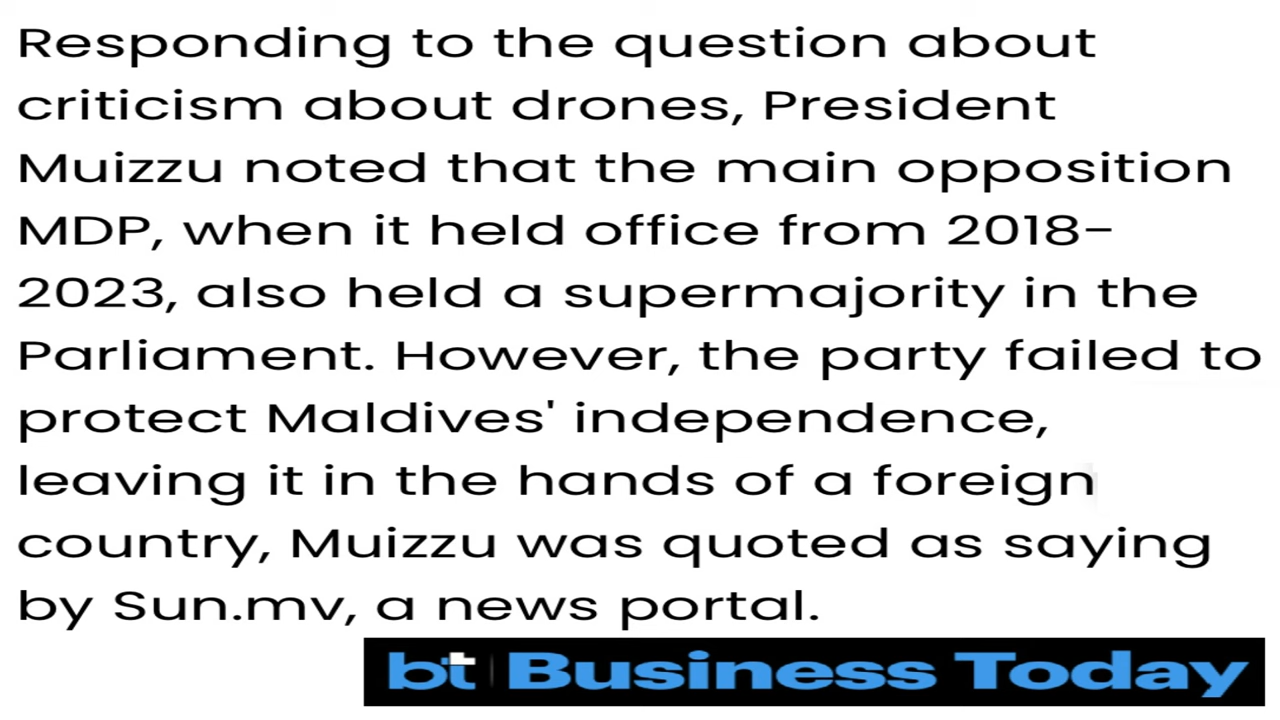 Responding to the question about
criticism about drones, President
Muizzu noted that the main opposition
MDP, when it held office from 2018-
2023, also held a supermajority in the
Parliament. However, the party failed to
protect Maldives' independence,
leaving it in the hands of a foreign
country, Muizzu was quoted as saying
by Sun.mv, a news portal.
bt Business Today